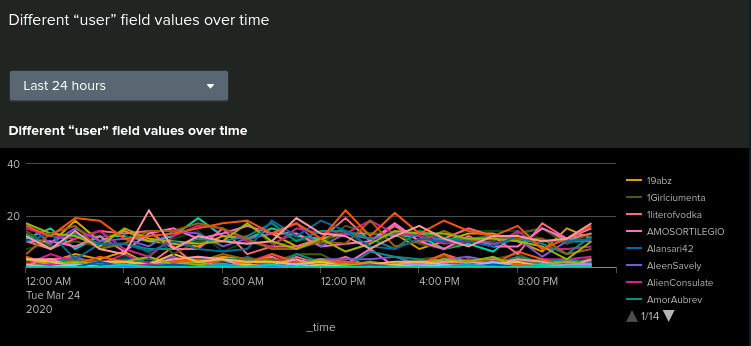 Different “user” field values over time
Last 24 hours
Different “user” field values over time
40
20
12:00 AM
Tue Mar 24
2020
4:00 AM
8:00 AM
12:00 PM
4:00 PM
8:00 PM
_time
19abz
1Girlciumenta
1literofvodka
AMOSORTILEGIO
Alansari42
AleenSavely
AlienConsulate
AmorAubrey
1/14